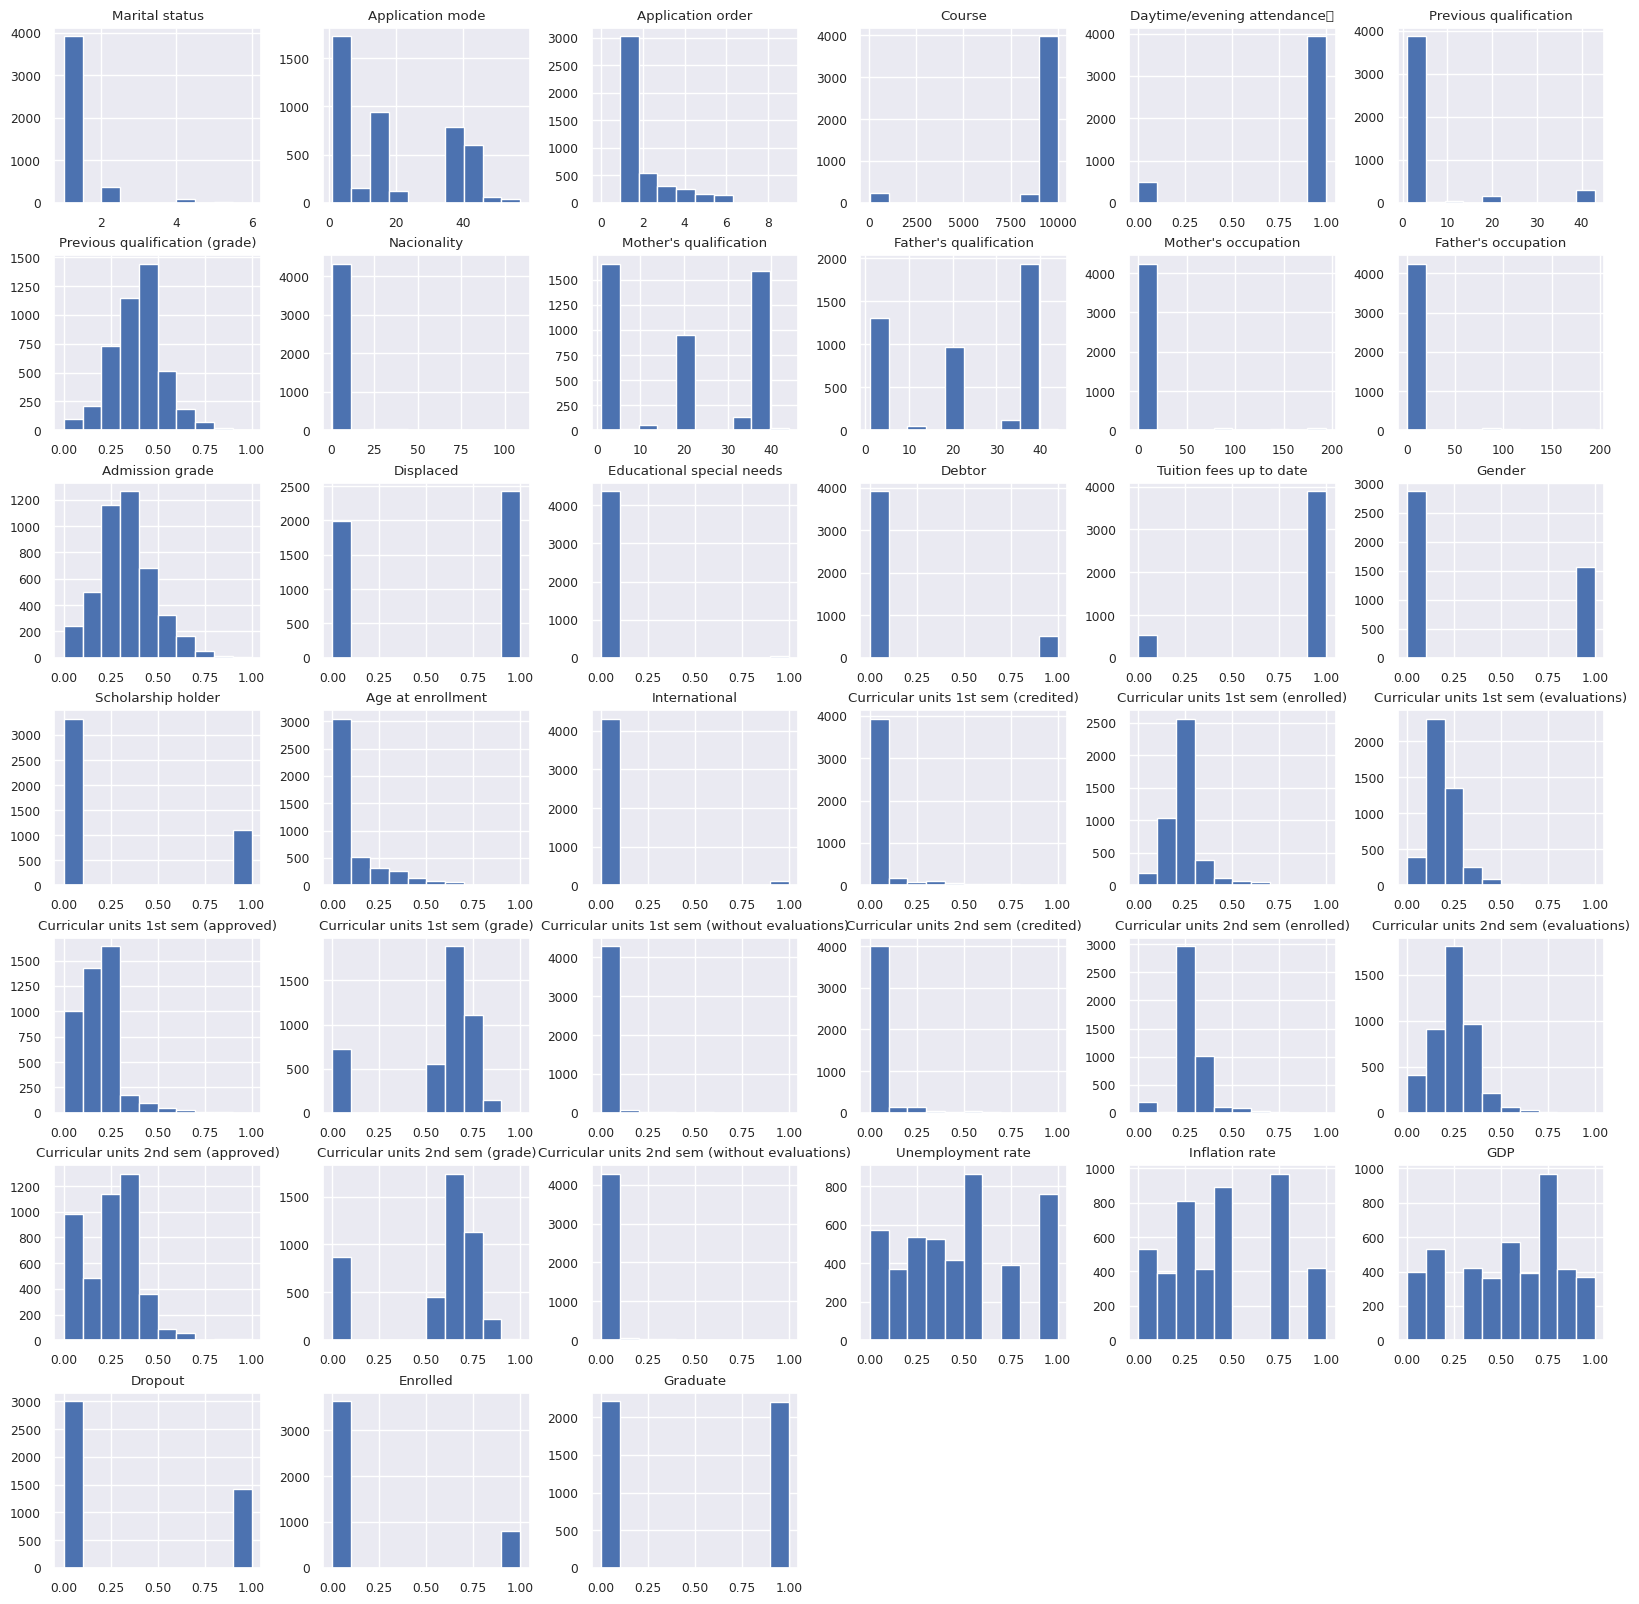 Marital status Application mode Application order Course Daytime/evening attendance Previous qualification
4000 3000 2000 1000 0 1500 1000 500 0 3000 2500 2000 1500 1000 500 0 4000 3000 2000 1000 0 4000 3000 2000 1000 0 4000 3000 2000 1000 0
2 4 6 0 20 40 0 2 4 6 8 0 2500 5000 7500 10000 0.00 0.25 0.50 0.75 1.00 0 10 20 30 40
Previous qualification (grade) Nacionality Mother's qualification Father's qualification Mother's occupation Father's occupation
1500 1250 1000 750 500 250 0 4000 3000 2000 1000 0 1500 1250 1000 750 500 250 0 2000 1500 1000 500 0 4000 3000 2000 1000 0 4000 3000 2000 1000 0
0.00 0.25 0.50 0.75 1.00 0 25 50 75 100 0 10 20 30 40 0 10 20 30 40 0 50 100 150 200 0 50 100 150 200
Admission grade Displaced Educational special needs Debtor Tuition fees up to date Gender
1200 1000 800 600 400 200 0 2500 2000 1500 1000 500 0 4000 3000 2000 1000 0 4000 3000 2000 1000 0 4000 3000 2000 1000 0 3000 2500 2000 1500 1000 500 0
0.00 0.25 0.50 0.75 1.00 0.00 0.25 0.50 0.75 1.00 0.00 0.25 0.50 0.75 1.00 0.00 0.25 0.50 0.75 1.00 0.00 0.25 0.50 0.75 1.00 0.00 0.25 0.50 0.75 1.00
Scholarship holder Age at enrollment International Curricular units 1st sem (credited) Curricular units 1st sem (enrolled) Curricular units 1st sem (evaluations)
3000 2500 2000 1500 1000 500 0 3000 2500 2000 1500 1000 500 0 4000 3000 2000 1000 0 4000 3000 2000 1000 0 2500 2000 1500 1000 500 0 2000 1500 1000 500 0
0.00 0.25 0.50 0.75 1.00 0.00 0.25 0.50 0.75 1.00 0.00 0.25 0.50 0.75 1.00 0.00 0.25 0.50 0.75 1.00 0.00 0.25 0.50 0.75 1.00 0.00 0.25 0.50 0.75 1.00
Curricular units 1st sem (approved) Curricular units 1st sem (grade) Curricular units 1st sem (without evaluations) Curricular units 2nd sem (credited) Curricular units 2nd sem (enrolled) Curricular units 2nd sem (evaluations)
1500 1250 1000 750 500 250 0 1500 1000 500 0 4000 3000 2000 1000 0 4000 3000 2000 1000 0 3000 2500 2000 1500 1000 500 0 1500 1000 500 0
0.00 0.25 0.50 0.75 1.00 0.00 0.25 0.50 0.75 1.00 0.00 0.25 0.50 0.75 1.00 0.00 0.25 0.50 0.75 1.00 0.00 0.25 0.50 0.75 1.00 0.00 0.25 0.50 0.75 1.00
Curricular units 2nd sem (approved) Curricular units 2nd sem (grade) Curricular units 2nd sem (without evaluations) Unemployment rate Inflation rate GDP
1200 1000 800 600 400 200 0 1500 1000 500 0 4000 3000 2000 1000 0 800 600 400 200 0 1000 800 600 400 200 0 1000 800 600 400 200 0
0.00 0.25 0.50 0.75 1.00 0.00 0.25 0.50 0.75 1.00 0.00 0.25 0.50 0.75 1.00 0.00 0.25 0.50 0.75 1.00 0.00 0.25 0.50 0.75 1.00 0.00 0.25 0.50 0.75 1.00
Dropout Enrolled Graduate
3000 2500 2000 1500 1000 500 0 3000 2000 1000 0 2000 1500 1000 500 0
0.00 0.25 0.50 0.75 1.00 0.00 0.25 0.50 0.75 1.00 0.00 0.25 0.50 0.75 1.00